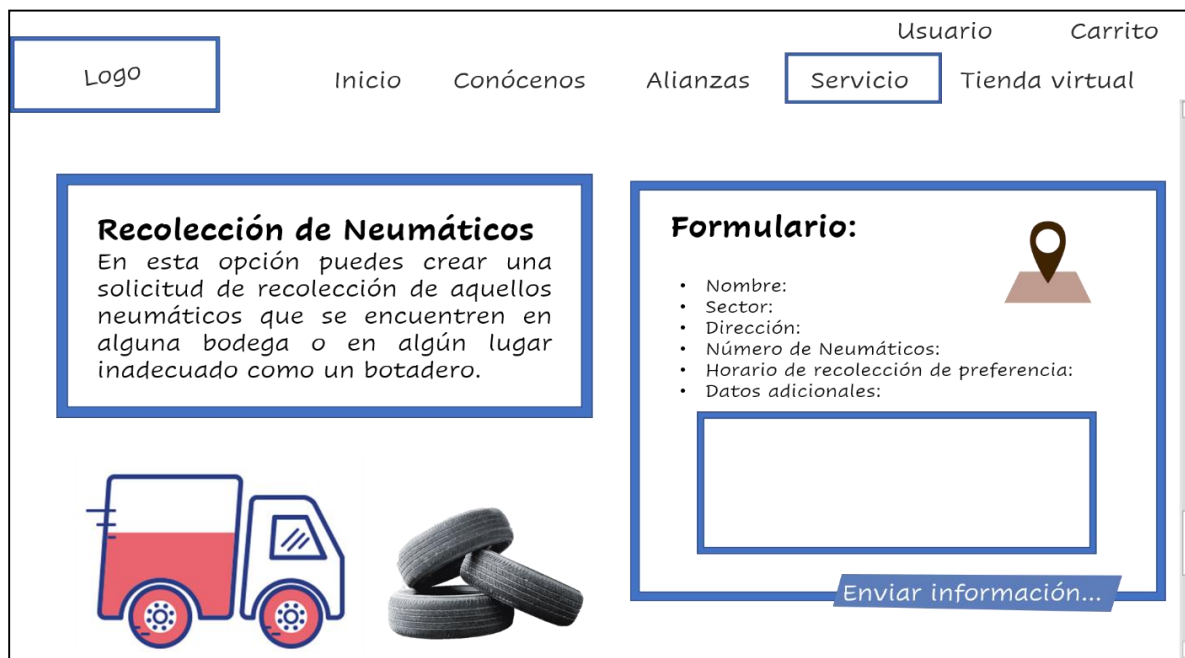 Usuario Carrito
Logo
Inicio Conócenos Alianzas Servicio Tienda virtual
Recolección de Neumáticos
En esta opción puedes crear una
solicitud de recolección de aquellos
neumáticos que se encuentren en
alguna bodega o en algún lugar
inadecuado como un botadero.
Formulario:
• Nombre:
• Sector:
• Dirección:
• Número de Neumáticos:
• Horario de recolección de preferencia:
• Datos adicionales:
Enviar información...